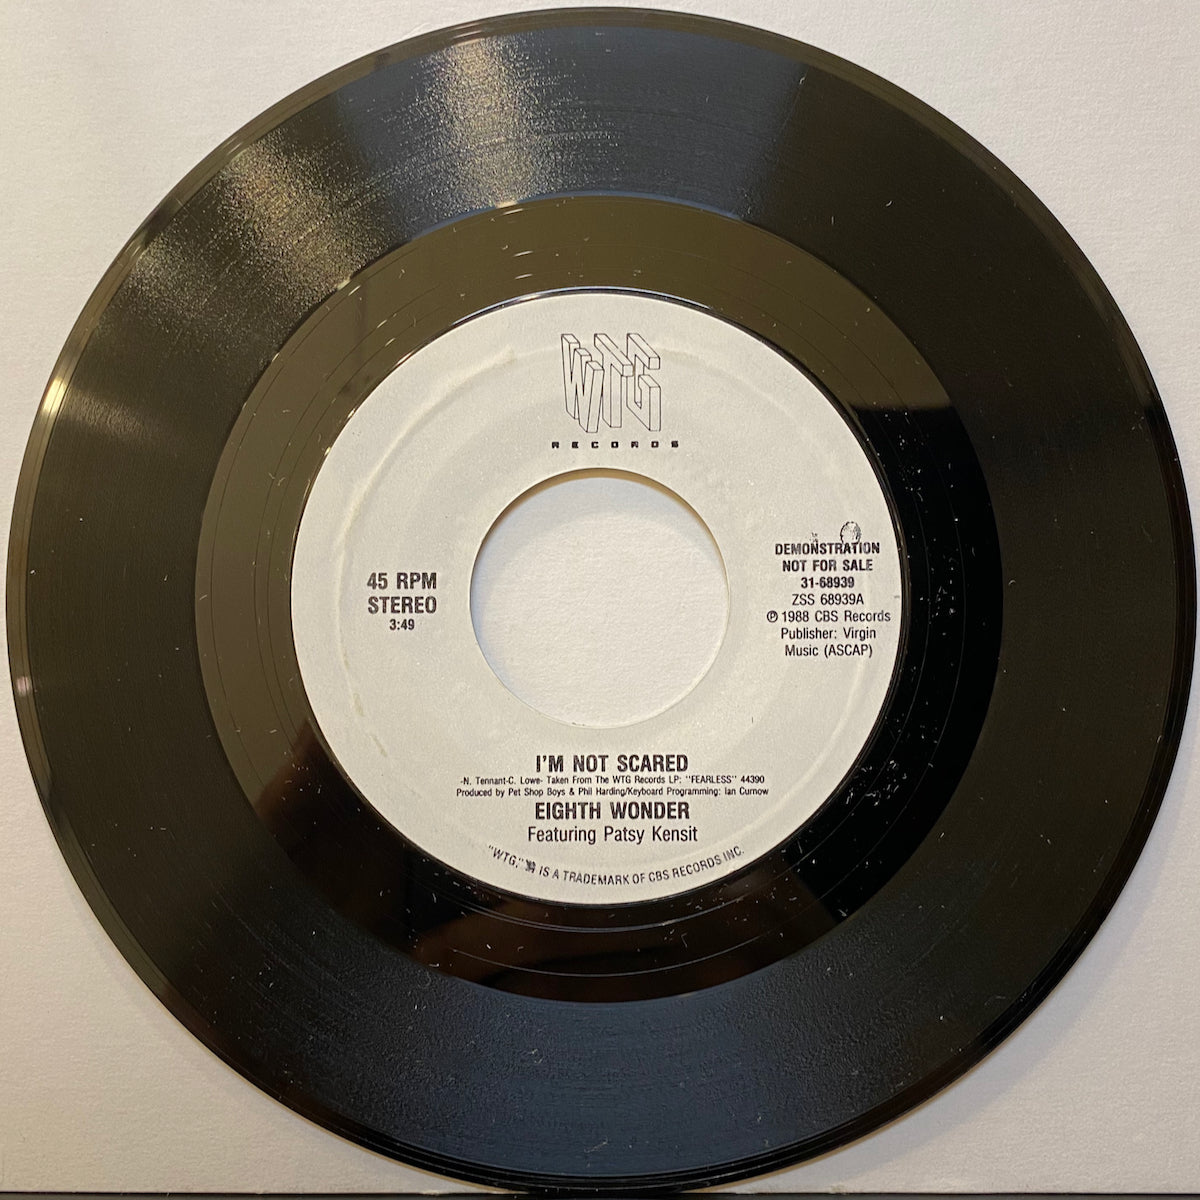 WTG
RECORDS
45 RPM
STEREO
3:49
DEMONSTRATION
NOT FOR SALE
31-68939
ZSS 68939A
℗ 1988 CBS Records
Publisher: Virgin
Music (ASCAP)
I'M NOT SCARED
-N. Tennant-C. Lowe- Taken From The WTG Records LP: "FEARLESS" 44390
Produced by Pet Shop Boys & Phil Harding/Keyboard Programming: Ian Curnow
EIGHTH WONDER
Featuring Patsy Kensit
"WTG," IS A TRADEMARK OF CBS RECORDS INC.